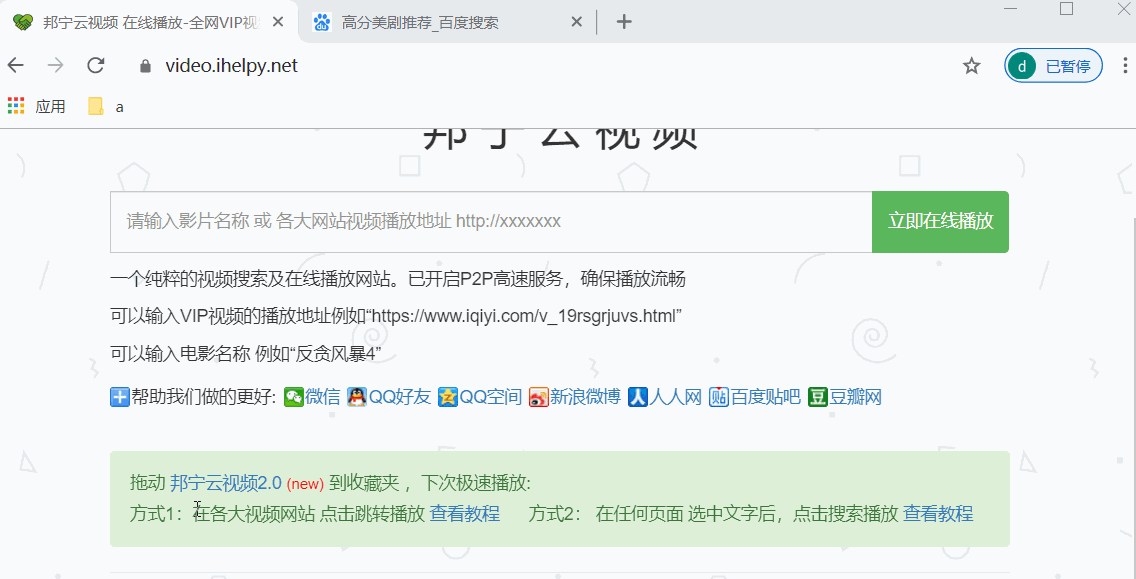 邦宁云视频 在线播放-全网VIP视
高分美剧推荐_百度搜索
video.ihelpy.net
d 已暂停
应用 a
邦宁云视频
请输入影片名称 或 各大网站视频播放地址 http://xxxxxxx
立即在线播放
一个纯粹的视频搜索及在线播放网站。已开启P2P高速服务，确保播放流畅
可以输入VIP视频的播放地址例如“https://www.iqiyi.com/v_19rsgrjuvs.html”
可以输入电影名称 例如“反贪风暴4”
帮助我们做的更好: 微信 QQ好友 QQ空间 新浪微博 人人网 贴 百度贴吧 豆 豆瓣网
拖动 邦宁云视频2.0 (new) 到收藏夹 ，下次极速播放:
方式1：在各大视频网站 点击跳转播放 查看教程 方式2： 在任何页面 选中文字后，点击搜索播放 查看教程